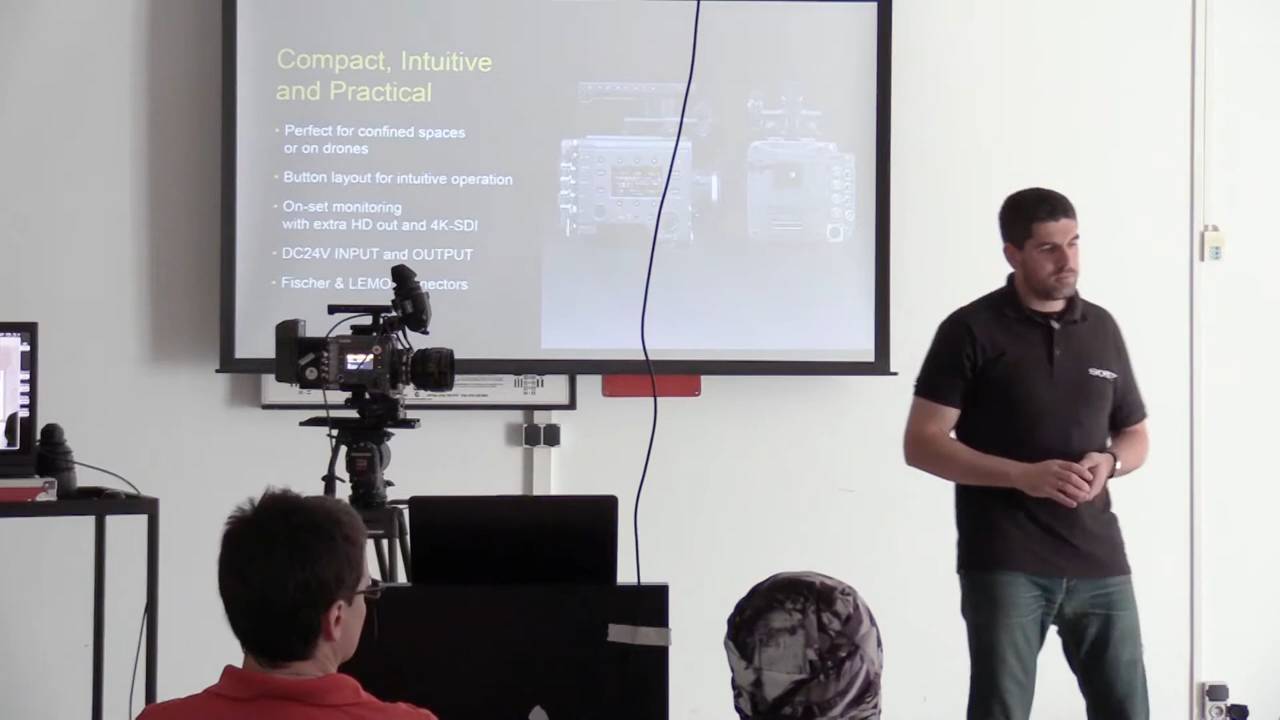 Compact, Intuitive
and Practical
• Perfect for confined spaces
or on drones
• Button layout for intuitive operation
• On-set monitoring
with extra HD out and 4K-SDI
• DC24V INPUT and OUTPUT
• Fischer & LEMO
SONY